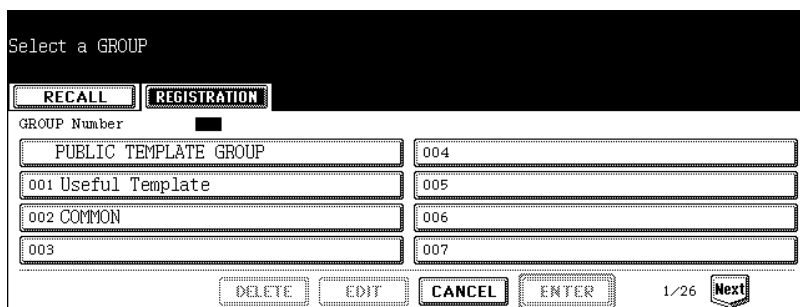 Select a GROUP
RECALL REGISTRATION
GROUP Number
PUBLIC TEMPLATE GROUP 004
001 Useful Template 005
002 COMMON 006
003 007
DELETE EDIT CANCEL ENTER 1/26 Next